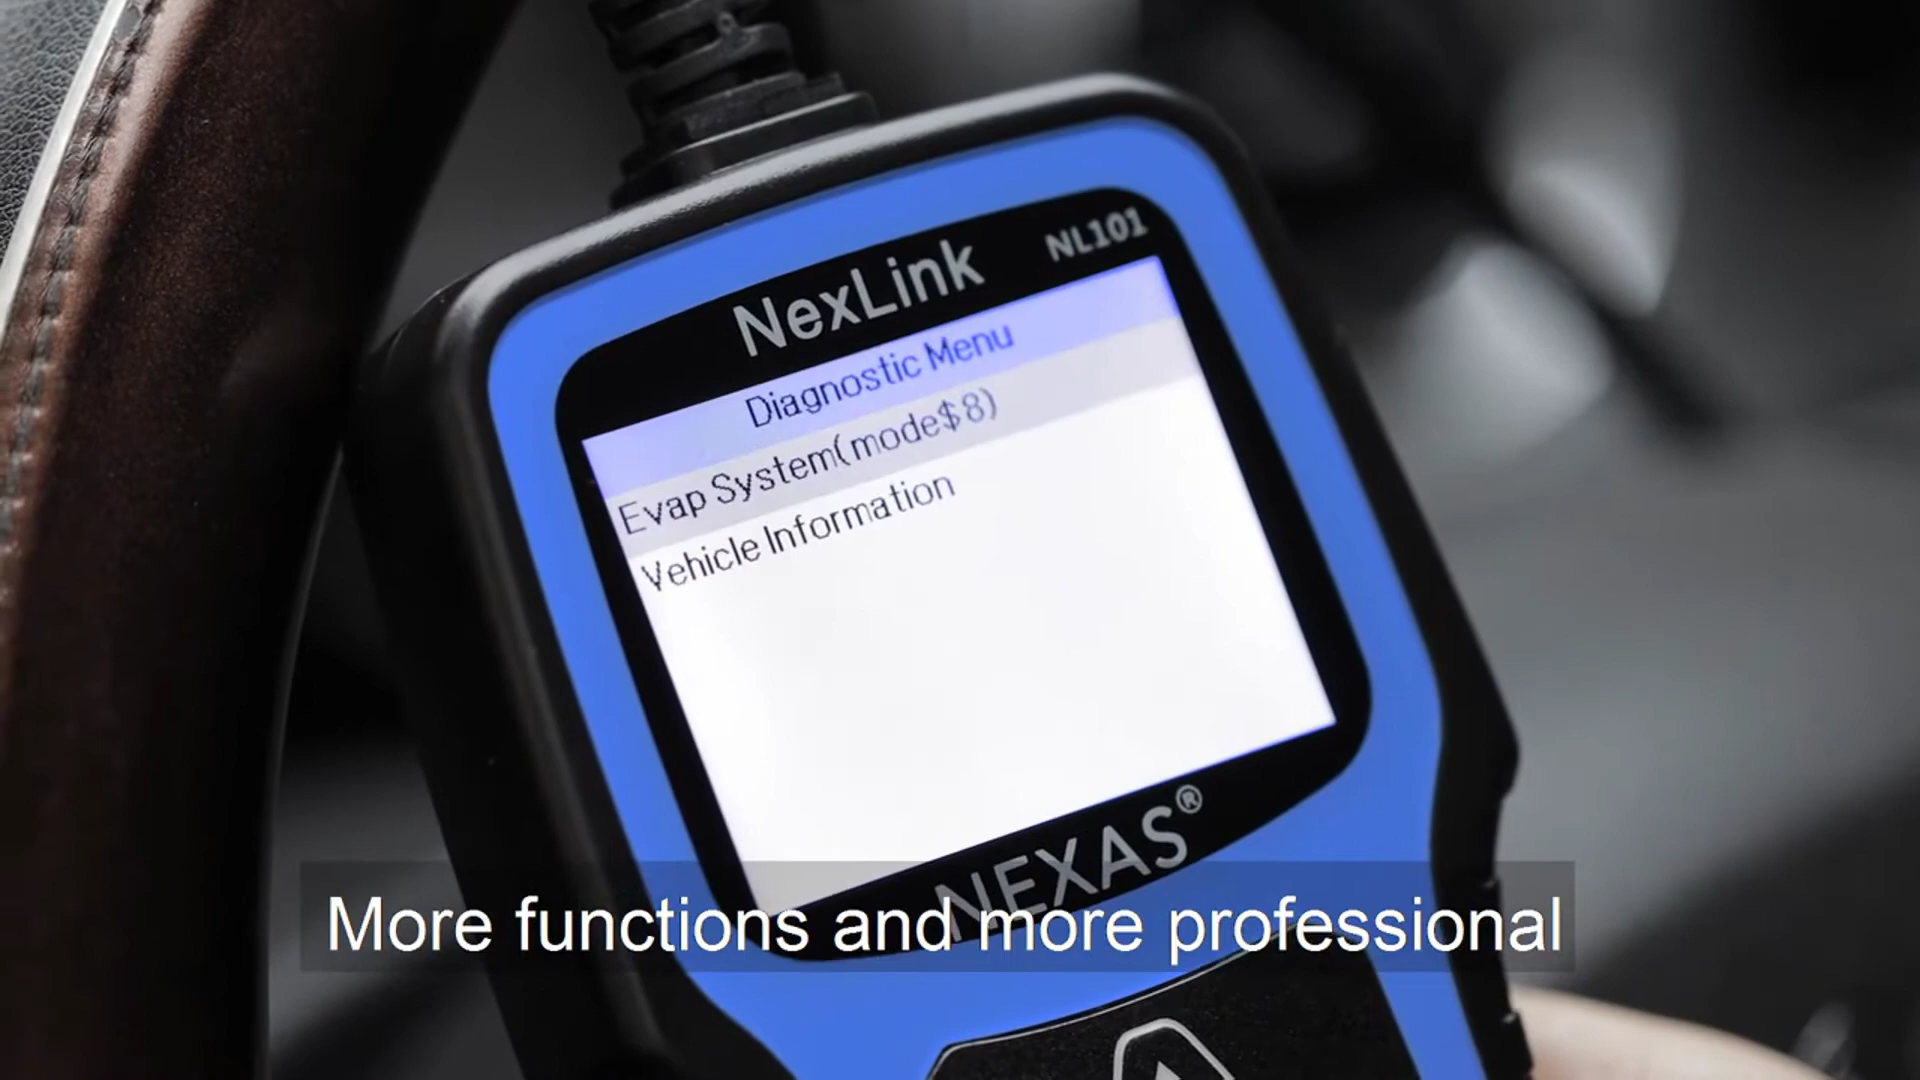 NexLink NL101
Diagnostic Menu
Evap System(mode$8)
Vehicle Information
NEXAS®
More functions and more professional